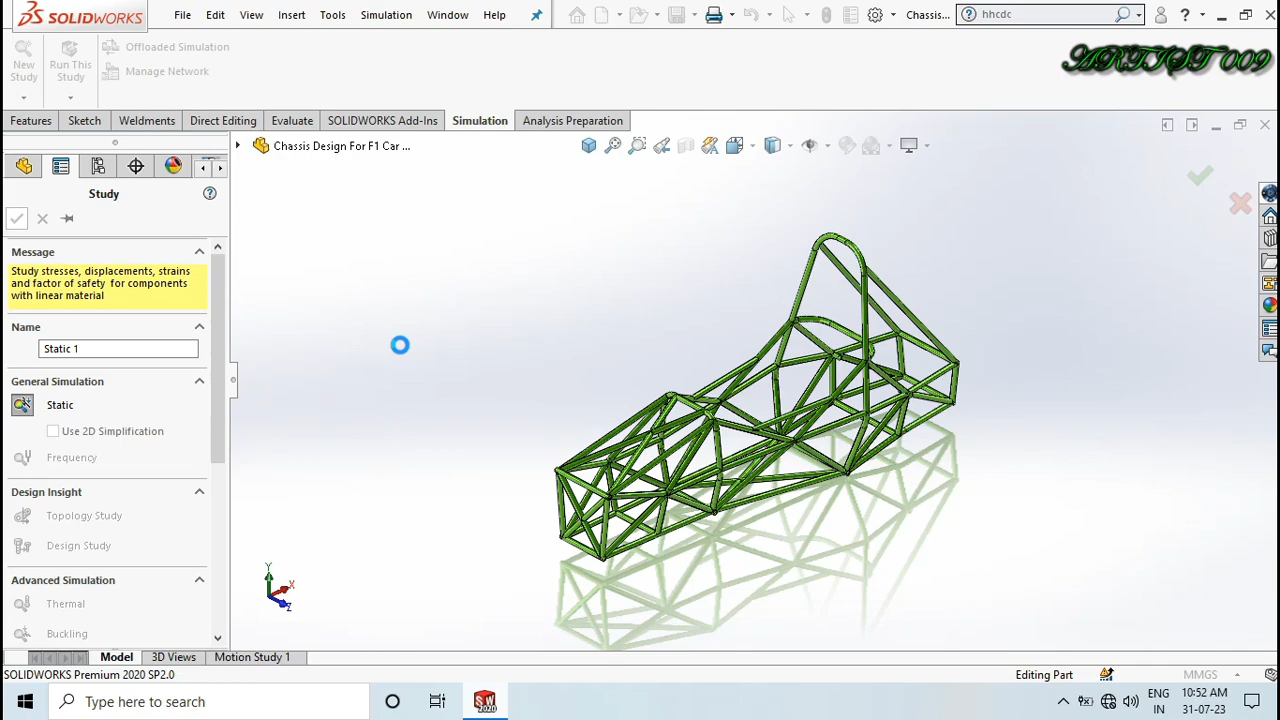 SOLIDWORKS
File Edit View Insert Tools Simulation Window Help
Chassis... hhcdc
ARTIST 009
New Study
Run This Study
Offloaded Simulation
Manage Network
Features Sketch Weldments Direct Editing Evaluate SOLIDWORKS Add-Ins Simulation Analysis Preparation
Chassis Design For F1 Car ...
Study
Message
Study stresses, displacements, strains
and factor of safety for components
with linear material
Name
Static 1
General Simulation
Static
Use 2D Simplification
Frequency
Design Insight
Topology Study
Design Study
Advanced Simulation
Thermal
Buckling
Y
X
Z
Model 3D Views Motion Study 1
SOLIDWORKS Premium 2020 SP2.0
Editing Part MMGS
Type here to search
SW
2020
ENG
IN
10:52 AM
31-07-23